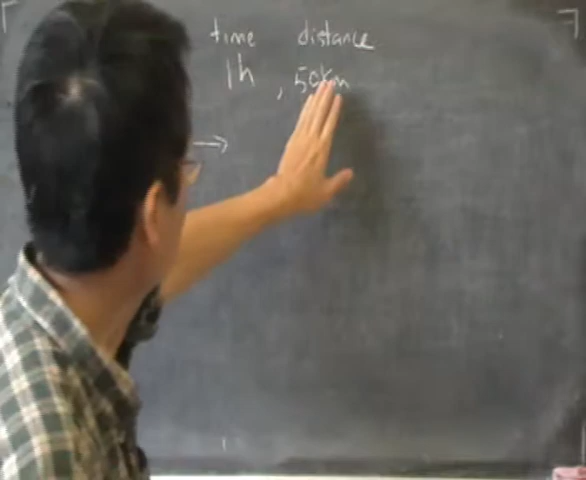 time distance
1h , 50km
→